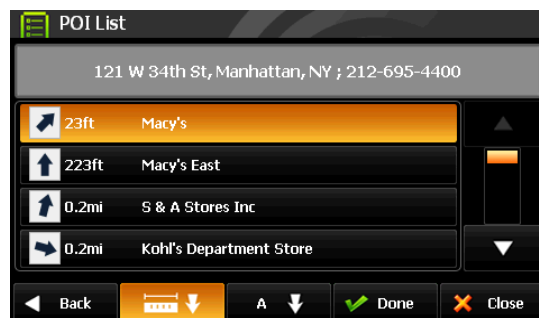 POI List
121 W 34th St, Manhattan, NY ; 212-695-4400
23ft Macy's
223ft Macy's East
0.2mi S & A Stores Inc
0.2mi Kohl's Department Store
Back A Done Close